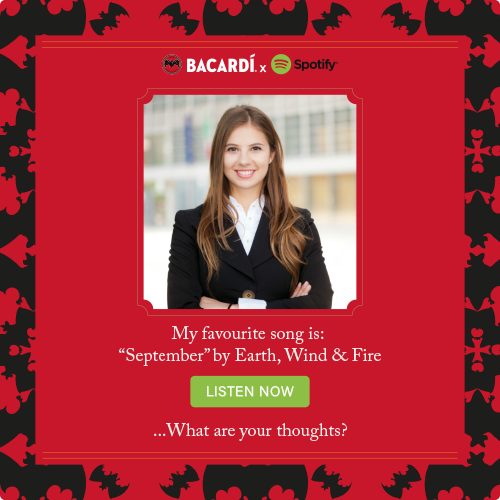 BACARDÍ. x Spotify®
My favourite song is:
“September” by Earth, Wind & Fire
LISTEN NOW
...What are your thoughts?